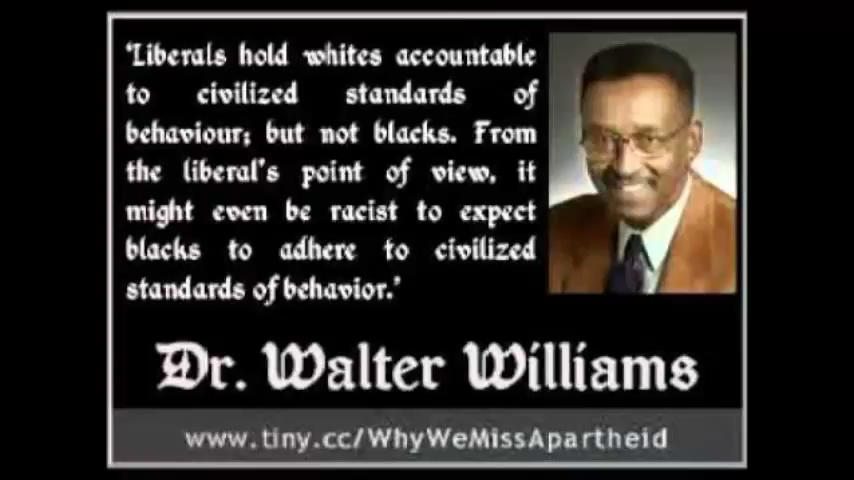 'Liberals hold whites accountable
to civilized standards of
behaviour; but not blacks. From
the liberal's point of view, it
might even be racist to expect
blacks to adhere to civilized
standards of behavior.'
Dr. Walter Williams
www.tiny.cc/WhyWeMissApartheid